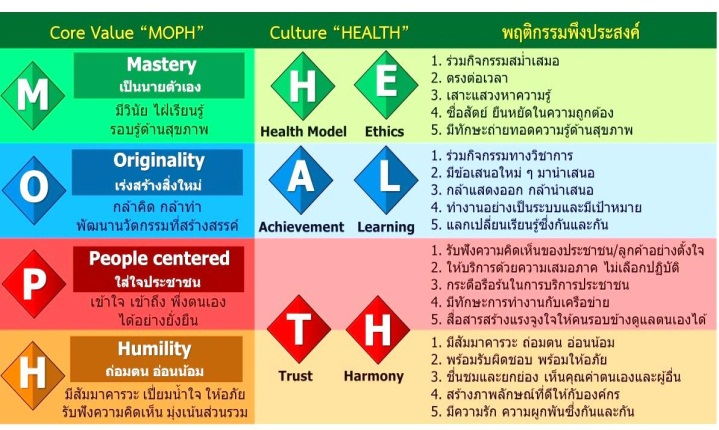 Core Value “MOPH”
Culture “HEALTH”
พฤติกรรมพึงประสงค์
M
Mastery
เป็นนายตัวเอง
มีวินัย ใฝ่เรียนรู้
รอบรู้ด้านสุขภาพ
H
E
Health Model
Ethics
1. ร่วมกิจกรรมสม่ำเสมอ
2. ตรงต่อเวลา
3. เสาะแสวงหาความรู้
4. ซื่อสัตย์ ยืนหยัดในความถูกต้อง
5. มีทักษะถ่ายทอดความรู้ด้านสุขภาพ
O
Originality
เร่งสร้างสิ่งใหม่
กล้าคิด กล้าทำ
พัฒนานวัตกรรมที่สร้างสรรค์
A
L
Achievement
Learning
1. ร่วมกิจกรรมทางวิชาการ
2. มีข้อเสนอใหม่ ๆ มานำเสนอ
3. กล้าแสดงออก กล้านำเสนอ
4. ทำงานอย่างเป็นระบบและมีเป้าหมาย
5. แลกเปลี่ยนเรียนรู้ซึ่งกันและกัน
P
People centered
ใส่ใจประชาชน
เข้าใจ เข้าถึง พึ่งตนเอง
ได้อย่างยั่งยืน
1. รับฟังความคิดเห็นของประชาชน/ลูกค้าอย่างตั้งใจ
2. ให้บริการด้วยความเสมอภาค ไม่เลือกปฏิบัติ
3. กระตือรือร้นในการบริการประชาชน
4. มีทักษะการทำงานกับเครือข่าย
5. สื่อสารสร้างแรงจูงใจให้คนรอบข้างดูแลตนเองได้
T
H
Trust
Harmony
H
Humility
ถ่อมตน อ่อนน้อม
มีสัมมาคารวะ เปี่ยมน้ำใจ ให้อภัย
รับฟังความคิดเห็น มุ่งเน้นส่วนรวม
1. มีสัมมาคารวะ ถ่อมตน อ่อนน้อม
2. พร้อมรับผิดชอบ พร้อมให้อภัย
3. ชื่นชมและยกย่อง เห็นคุณค่าตนเองและผู้อื่น
4. สร้างภาพลักษณ์ที่ดีให้กับองค์กร
5. มีความรัก ความผูกพันซึ่งกันและกัน